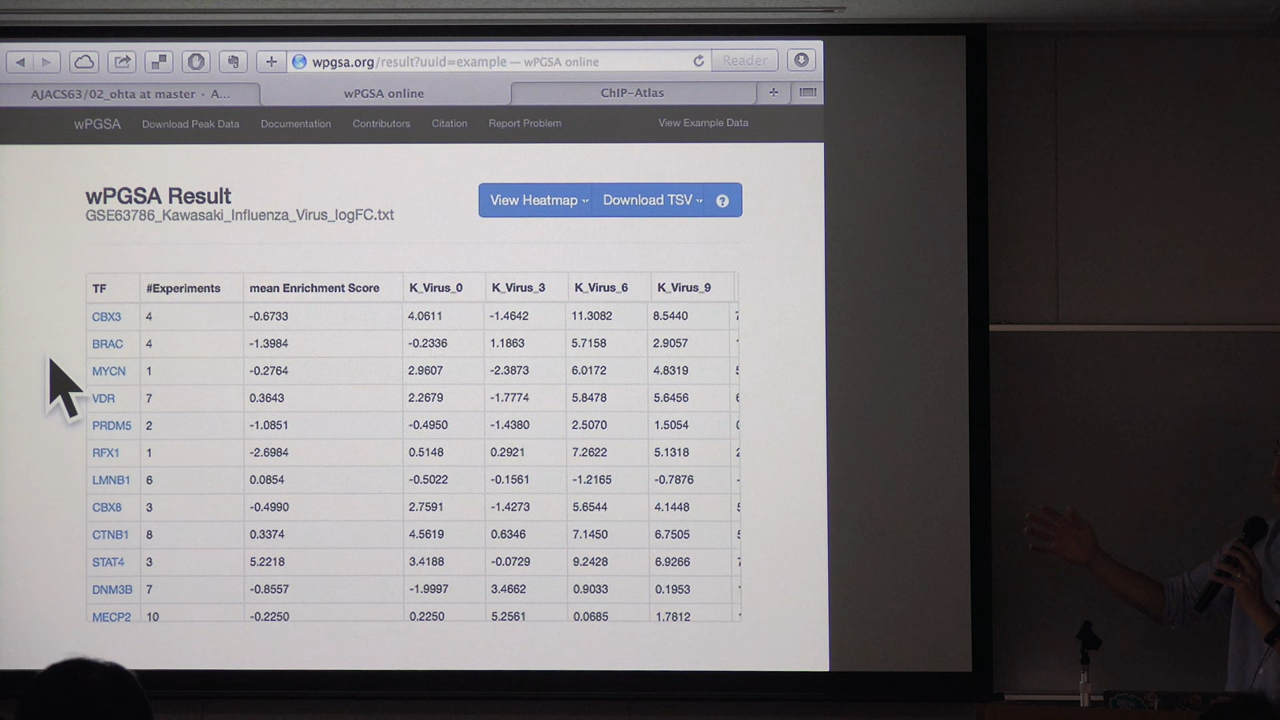 wpgsa.org/result?uuid=example — wPGSA online
Reader
AJACS63/02_ohta at master · A...
wPGSA online
ChIP-Atlas
wPGSA Download Peak Data Documentation Contributors Citation Report Problem View Example Data
wPGSA Result
GSE63786_Kawasaki_Influenza_Virus_logFC.txt
View Heatmap Download TSV ?
TF #Experiments mean Enrichment Score K_Virus_0 K_Virus_3 K_Virus_6 K_Virus_9
CBX3 4 -0.6733 4.0611 -1.4642 11.3082 8.5440
BRAC 4 -1.3984 -0.2336 1.1863 5.7158 2.9057
MYCN 1 -0.2764 2.9607 -2.3873 6.0172 4.8319
VDR 7 0.3643 2.2679 -1.7774 5.8478 5.6456
PRDM5 2 -1.0851 -0.4950 -1.4380 2.5070 1.5054
RFX1 1 -2.6984 0.5148 0.2921 7.2622 5.1318
LMNB1 6 0.0854 -0.5022 -0.1561 -1.2165 -0.7876
CBX8 3 -0.4990 2.7591 -1.4273 5.6544 4.1448
CTNB1 8 0.3374 4.5619 0.6346 7.1450 6.7505
STAT4 3 5.2218 3.4188 -0.0729 9.2428 6.9266
DNM3B 7 -0.8557 -1.9997 3.4662 0.9033 0.1953
MECP2 10 -0.2250 0.2250 5.2561 0.0685 1.7812